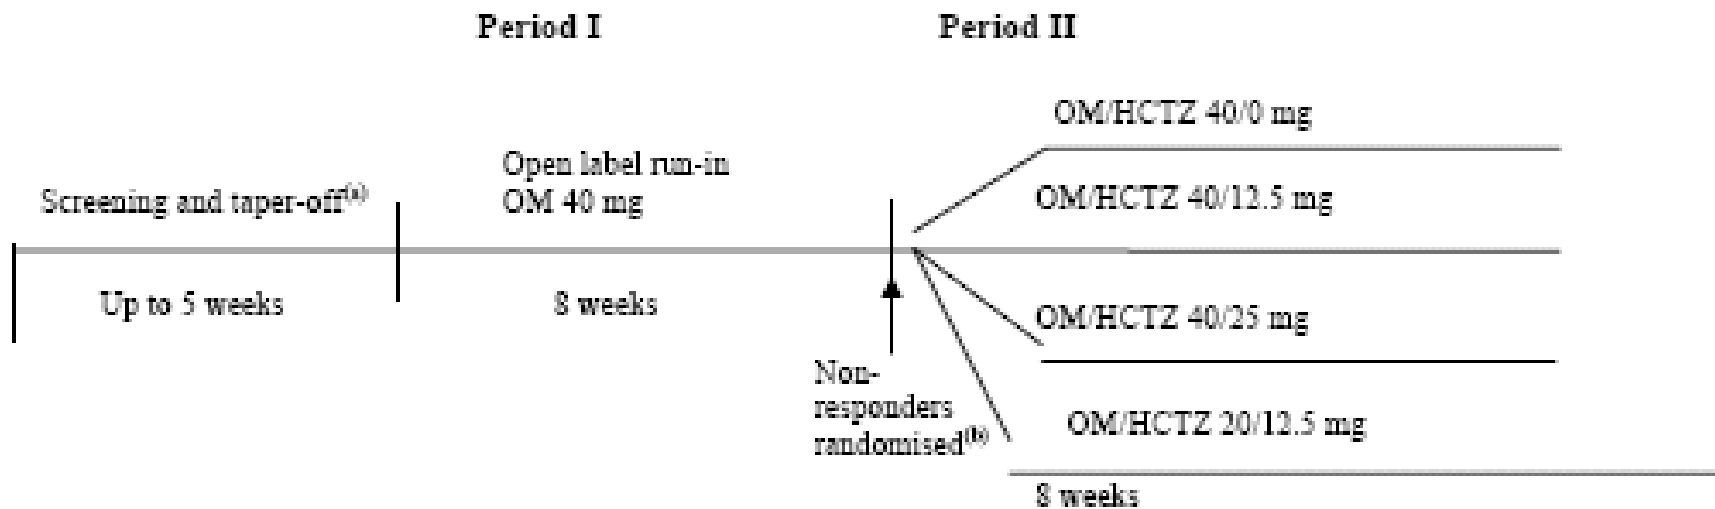 Period I
Period II
OM/HCTZ 40/0 mg
Open label run-in
OM 40 mg
Screening and taper-off(a)
OM/HCTZ 40/12.5 mg
Up to 5 weeks
8 weeks
OM/HCTZ 40/25 mg
Non-
responders
randomised(b)
OM/HCTZ 20/12.5 mg
8 weeks